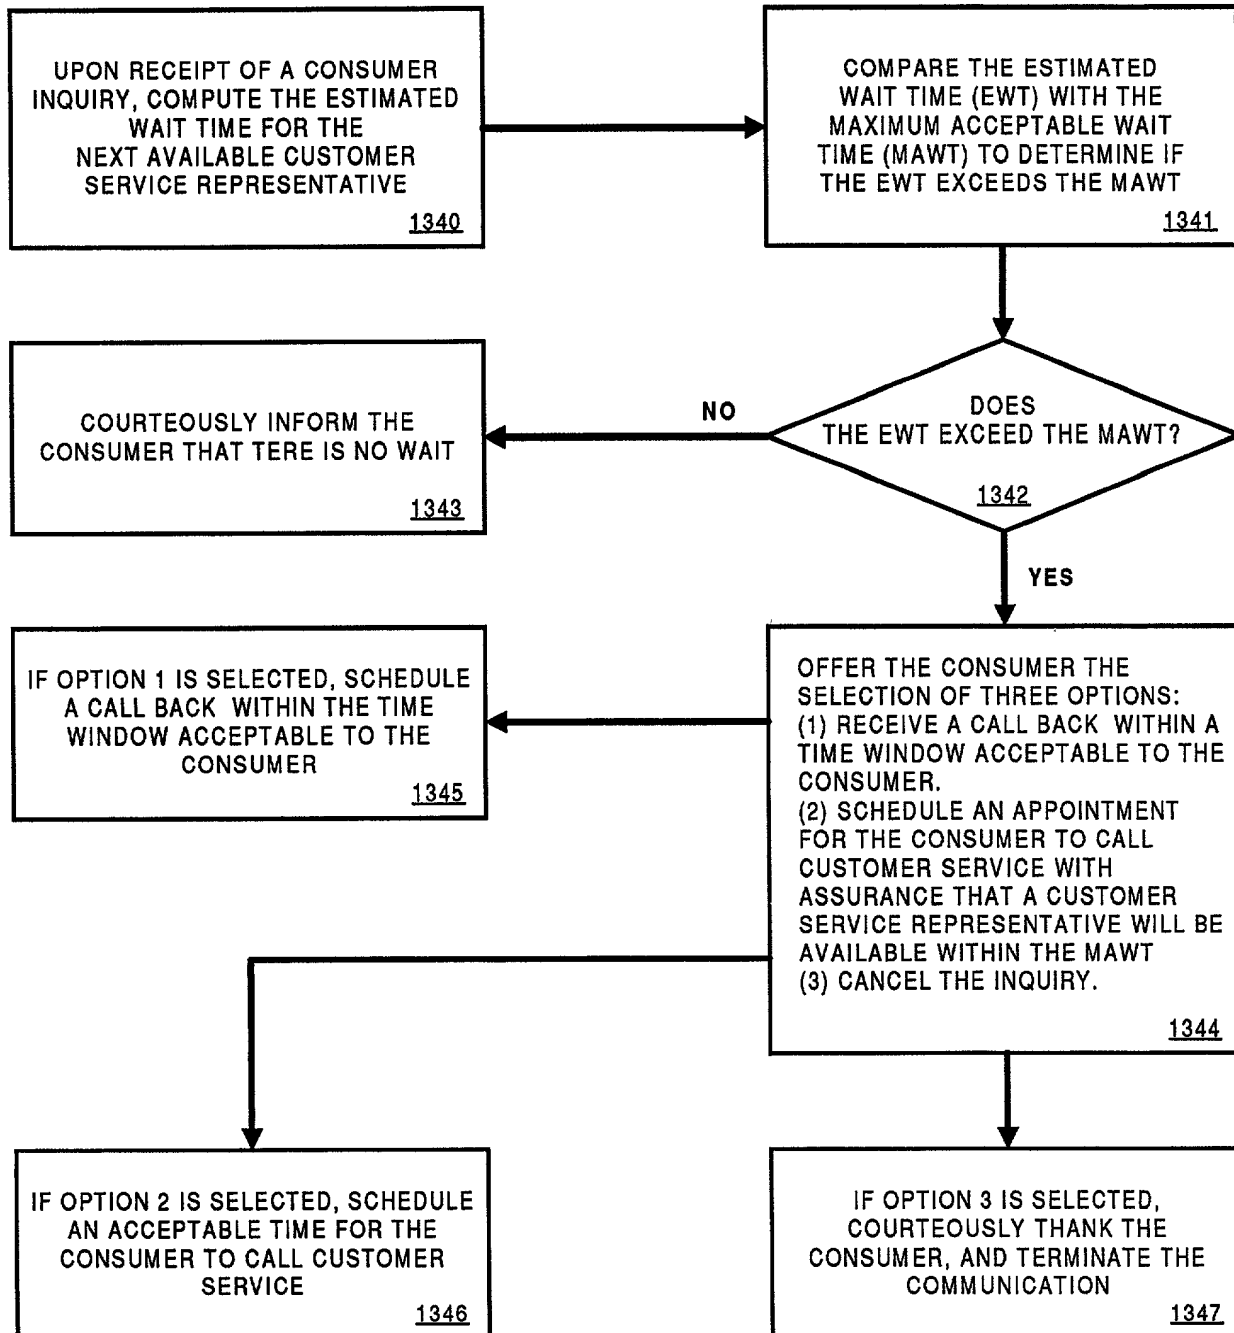 UPON RECEIPT OF A CONSUMER
INQUIRY, COMPUTE THE ESTIMATED
WAIT TIME FOR THE
NEXT AVAILABLE CUSTOMER
SERVICE REPRESENTATIVE
1340
COMPARE THE ESTIMATED
WAIT TIME (EWT) WITH THE
MAXIMUM ACCEPTABLE WAIT
TIME (MAWT) TO DETERMINE IF
THE EWT EXCEEDS THE MAWT
1341
DOES
THE EWT EXCEED THE MAWT?
1342
NO
COURTEOUSLY INFORM THE
CONSUMER THAT TERE IS NO WAIT
1343
YES
OFFER THE CONSUMER THE
SELECTION OF THREE OPTIONS:
(1) RECEIVE A CALL BACK WITHIN A
TIME WINDOW ACCEPTABLE TO THE
CONSUMER.
(2) SCHEDULE AN APPOINTMENT
FOR THE CONSUMER TO CALL
CUSTOMER SERVICE WITH
ASSURANCE THAT A CUSTOMER
SERVICE REPRESENTATIVE WILL BE
AVAILABLE WITHIN THE MAWT
(3) CANCEL THE INQUIRY.
1344
IF OPTION 1 IS SELECTED, SCHEDULE
A CALL BACK WITHIN THE TIME
WINDOW ACCEPTABLE TO THE
CONSUMER
1345
IF OPTION 2 IS SELECTED, SCHEDULE
AN ACCEPTABLE TIME FOR THE
CONSUMER TO CALL CUSTOMER
SERVICE
1346
IF OPTION 3 IS SELECTED,
COURTEOUSLY THANK THE
CONSUMER, AND TERMINATE THE
COMMUNICATION
1347